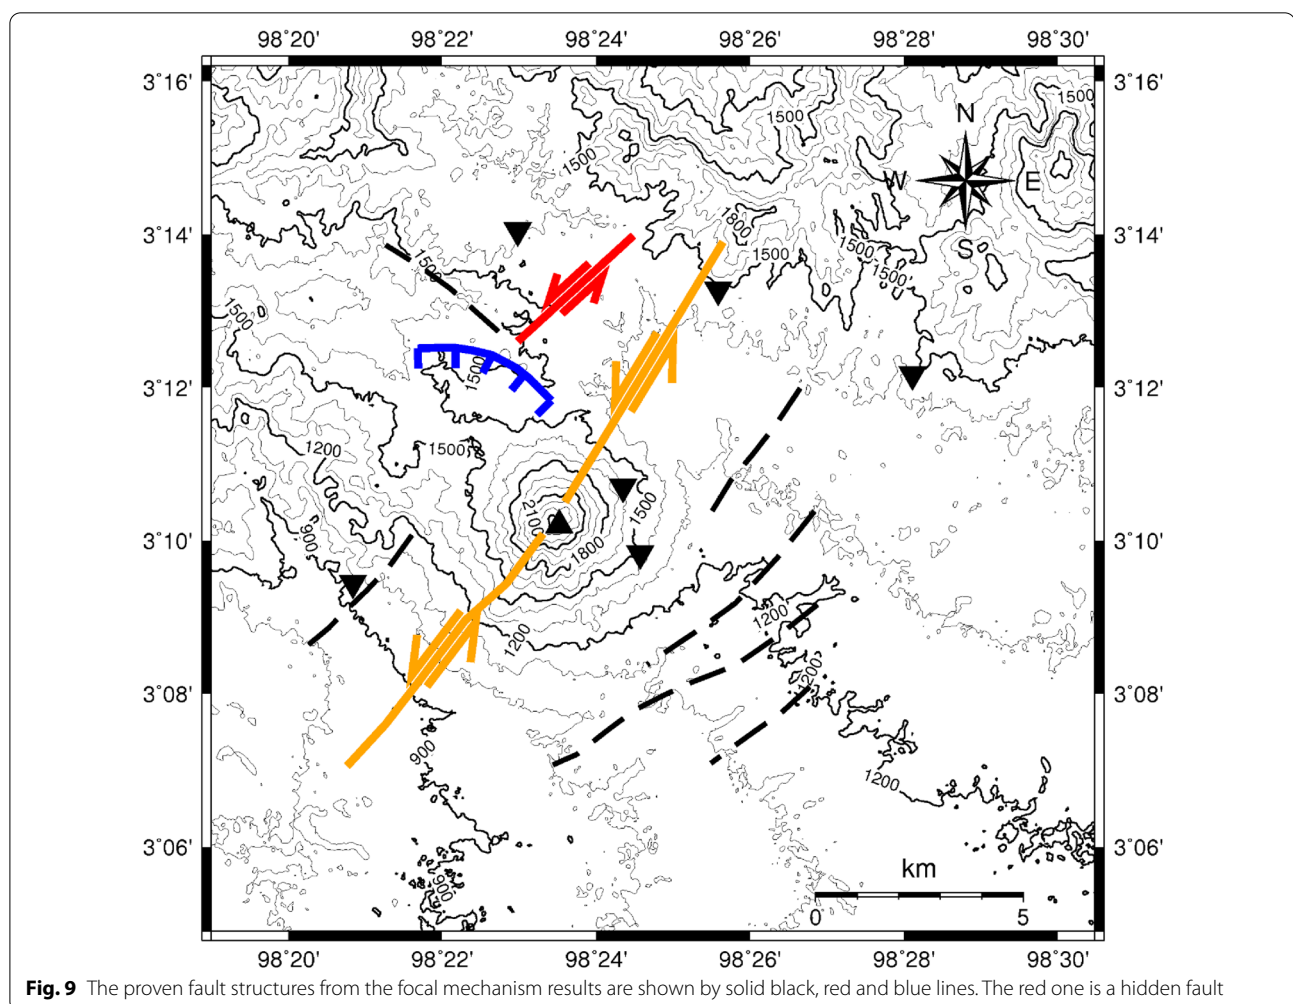 98°20' 98°22' 98°24' 98°26' 98°28' 98°30'
3°16' 3°16'
1500
1500
N
1500
W E
1800
3°14' 3°14'
1500 1500 S
1500 1500
1500
1500
3°12' 3°12'
1200 1500
2100 1500
900
3°10' 1800 3°10'
1200
1200
1200
3°08' 3°08'
900
1200
3°06' 3°06'
900
km
0 5
98°20' 98°22' 98°24' 98°26' 98°28' 98°30'
Fig. 9 The proven fault structures from the focal mechanism results are shown by solid black, red and blue lines. The red one is a hidden fault